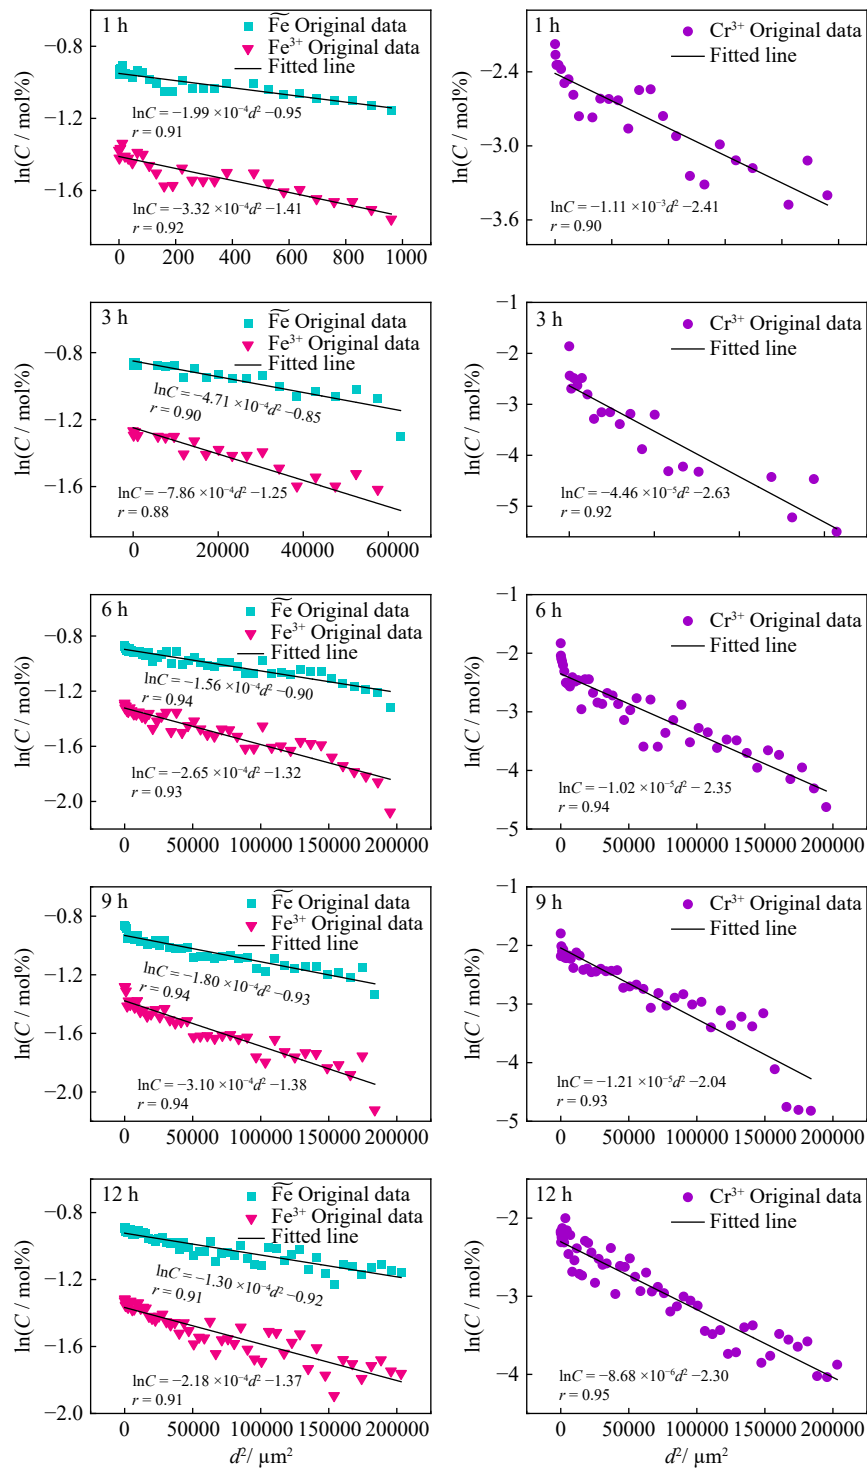 1 h
F̃e Original data
Fe³⁺ Original data
Fitted line
lnC = −1.99 ×10⁻⁴d² −0.95
r = 0.91
lnC = −3.32 ×10⁻⁴d² −1.41
r = 0.92
ln(C / mol%)
−0.8
−1.2
−1.6
0
200
400
600
800
1000
Cr³⁺ Original data
Fitted line
1 h
lnC = −1.11 ×10⁻³d² −2.41
r = 0.90
ln(C / mol%)
−2.4
−3.0
−3.6
3 h
F̃e Original data
Fe³⁺ Original data
Fitted line
lnC = −4.71 ×10⁻⁴d² −0.85
r = 0.90
lnC = −7.86 ×10⁻⁴d² −1.25
r = 0.88
ln(C / mol%)
−0.8
−1.2
−1.6
0
20000
40000
60000
3 h
Cr³⁺ Original data
Fitted line
lnC = −4.46 ×10⁻⁵d² −2.63
r = 0.92
ln(C / mol%)
−1
−2
−3
−4
−5
6 h
F̃e Original data
Fe³⁺ Original data
Fitted line
lnC = −1.56 ×10⁻⁴d² −0.90
r = 0.94
lnC = −2.65 ×10⁻⁴d² −1.32
r = 0.93
ln(C / mol%)
−0.8
−1.2
−1.6
−2.0
0
50000
100000
150000
200000
6 h
Cr³⁺ Original data
Fitted line
lnC = −1.02 ×10⁻⁵d² − 2.35
r = 0.94
ln(C / mol%)
−1
−2
−3
−4
−5
0
50000
100000
150000
200000
9 h
F̃e Original data
Fe³⁺ Original data
Fitted line
lnC = −1.80 ×10⁻⁴d² −0.93
r = 0.94
lnC = −3.10 ×10⁻⁴d² −1.38
r = 0.94
ln(C / mol%)
−0.8
−1.2
−1.6
−2.0
0
50000
100000
150000
200000
9 h
Cr³⁺ Original data
Fitted line
lnC = −1.21 ×10⁻⁵d² − 2.04
r = 0.93
ln(C / mol%)
−1
−2
−3
−4
−5
0
50000
100000
150000
200000
12 h
F̃e Original data
Fe³⁺ Original data
Fitted line
lnC = −1.30 ×10⁻⁴d² −0.92
r = 0.91
lnC = −2.18 ×10⁻⁴d² −1.37
r = 0.91
ln(C / mol%)
−0.8
−1.2
−1.6
−2.0
0
50000
100000
150000
200000
d²/ μm²
12 h
Cr³⁺ Original data
Fitted line
lnC = −8.68 ×10⁻⁶d² −2.30
r = 0.95
ln(C / mol%)
−2
−3
−4
0
50000
100000
150000
200000
d²/ μm²